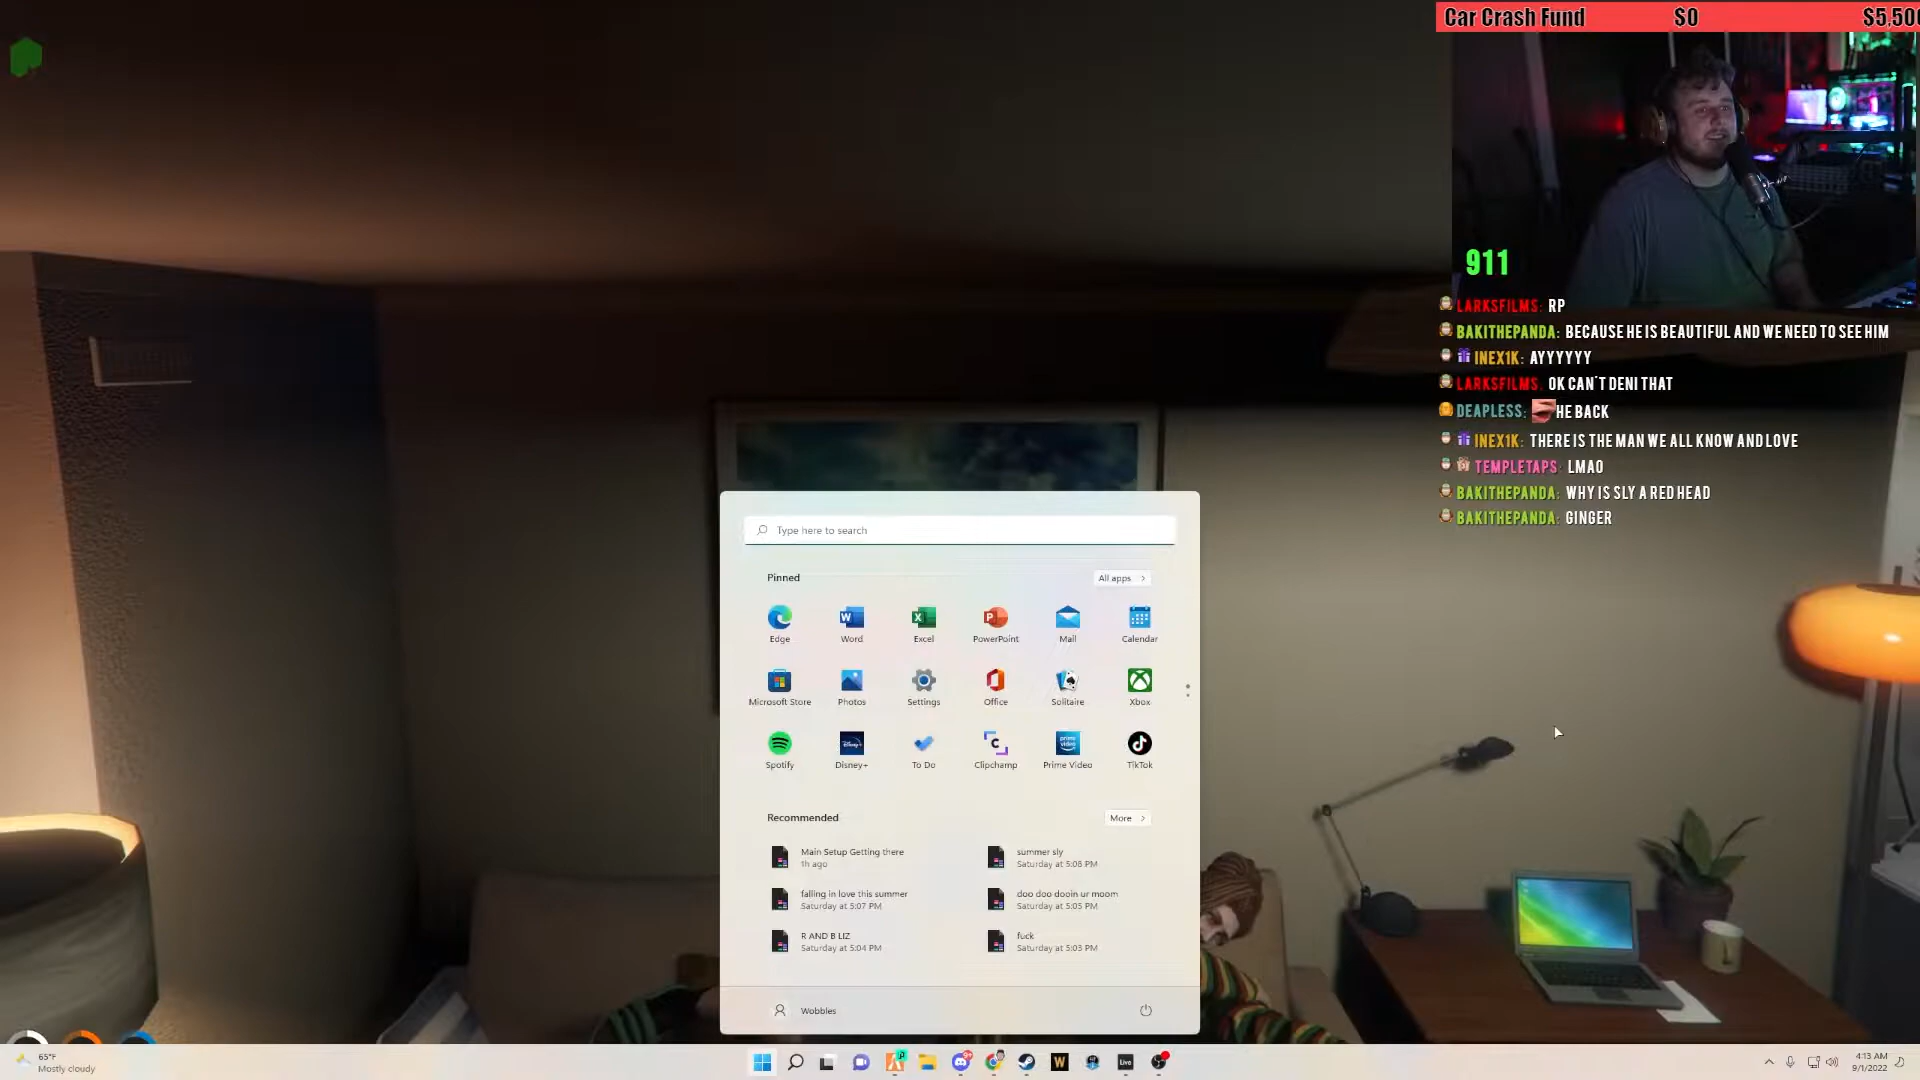 Car Crash Fund $0 $5,500
911
LARKSFILMS: RP
BAKITHEPANDA: BECAUSE HE IS BEAUTIFUL AND WE NEED TO SEE HIM
INEX1K: AYYYYYY
LARKSFILMS: OK CAN'T DENI THAT
DEAPLESS: HE BACK
INEX1K: THERE IS THE MAN WE ALL KNOW AND LOVE
TEMPLETAPS: LMAO
BAKITHEPANDA: WHY IS SLY A RED HEAD
BAKITHEPANDA: GINGER
Type here to search
Pinned All apps
Edge Word Excel PowerPoint Mail Calendar
Microsoft Store Photos Settings Office Solitaire Xbox
Spotify Disney+ To Do Clipchamp Prime Video TikTok
Recommended More
Main Setup Getting there
1h ago
summer sly
Saturday at 5:08 PM
falling in love this summer
Saturday at 5:07 PM
doo doo dooin ur moom
Saturday at 5:05 PM
R AND B LIZ
Saturday at 5:04 PM
fuck
Saturday at 5:03 PM
Wobbles
65°F
Mostly cloudy
4:13 AM
9/1/2022